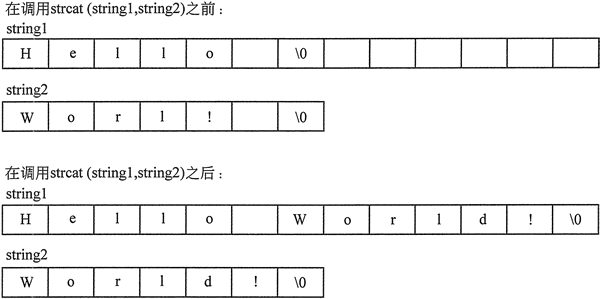 在调用strcat (string1,string2)之前：
string1
H e l l o \0
string2
W o r l ! \0
在调用strcat (string1,string2)之后：
string1
H e l l o W o r l d ! \0
string2
W o r l d ! \0